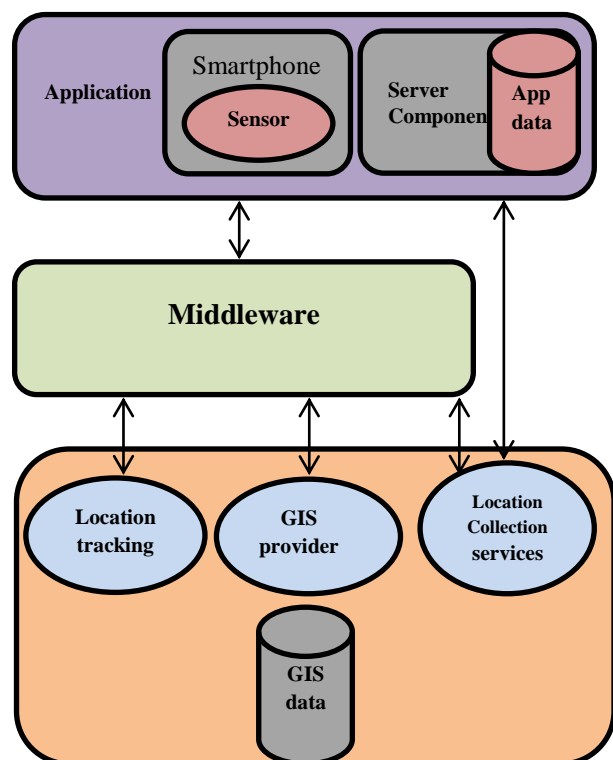 Application
Smartphone
Sensor
Server
Componen
App
data
Middleware
Location
tracking
GIS
provider
Location
Collection
services
GIS
data